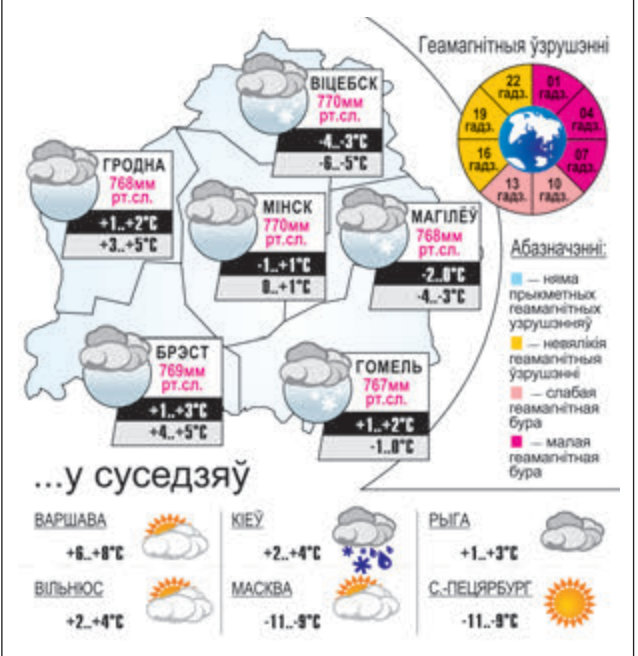 Геамагнітныя ўзрушэнні
22 гадз.
01 гадз.
04 гадз.
07 гадз.
10 гадз.
13 гадз.
16 гадз.
19 гадз.
ВІЦЕБСК
770мм
рт.сл.
-4..-3°C
-6..-5°C
ГРОДНА
768мм
рт.сл.
+1..+2°C
+3..+5°C
МІНСК
770мм
рт.сл.
-1..+1°C
0..+1°C
МАГІЛЁЎ
768мм
рт.сл.
-2..0°C
-4..-3°C
БРЭСТ
769мм
рт.сл.
+1..+3°C
+4..+5°C
ГОМЕЛЬ
767мм
рт.сл.
+1..+2°C
-1..0°C
Абазначэнні:
— няма
прыкметных
геамагнітных
узрушэнняў
— невялікія
геамагнітныя
ўзрушэнні
— слабая
геамагнітная
бура
— малая
геамагнітная
бура
...у суседзяў
ВАРШАВА
+6..+8°C
КІЕЎ
+2..+4°C
РЫГА
+1..+3°C
ВІЛЬНЮС
+2..+4°C
МАСКВА
-11..-9°C
С.-ПЕЦЯРБУРГ
-11..-9°C